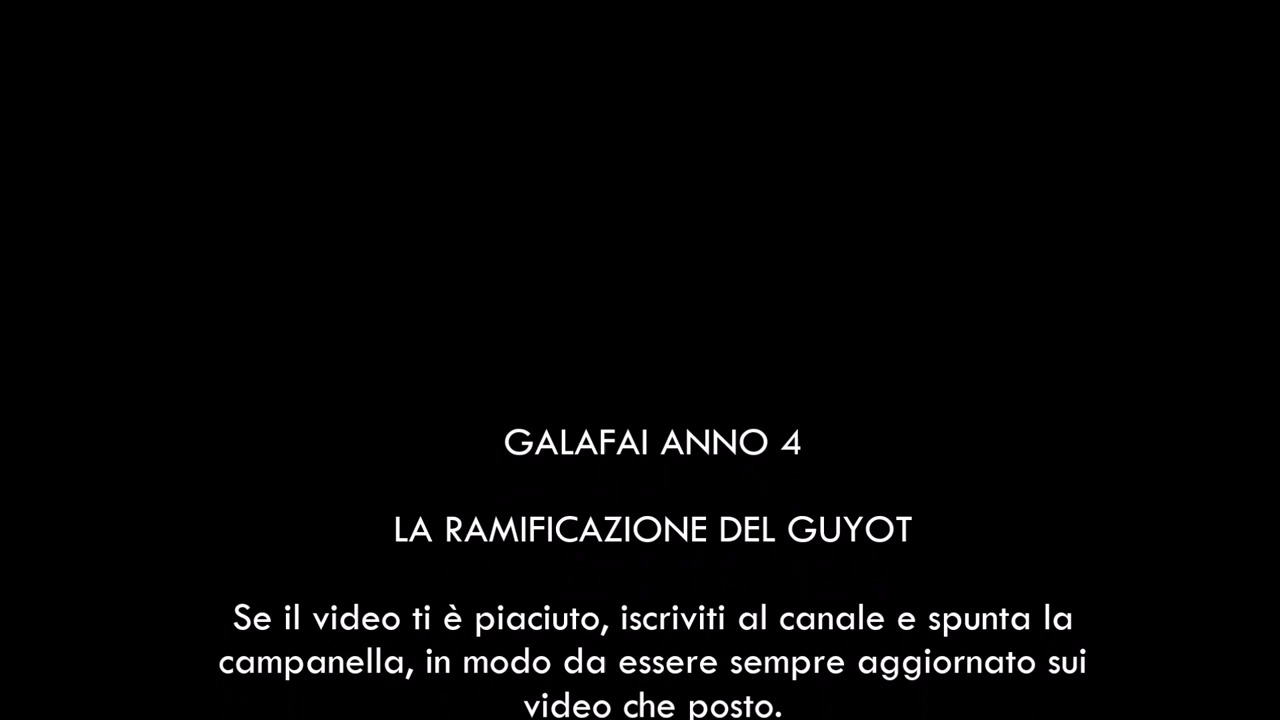 GALAFAI ANNO 4
LA RAMIFICAZIONE DEL GUYOT
Se il video ti è piaciuto, iscriviti al canale e spunta la
campanella, in modo da essere sempre aggiornato sui
video che posto.